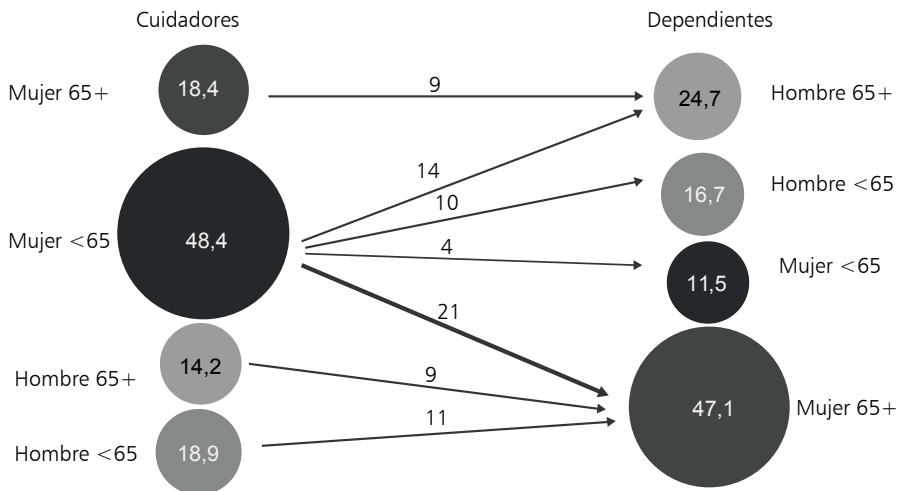 Cuidadores Dependientes
Mujer 65+ 18,4 9 24,7 Hombre 65+
14
10 16,7 Hombre <65
Mujer <65 48,4 4 11,5 Mujer <65
21
Hombre 65+ 14,2 9 47,1 Mujer 65+
11
Hombre <65 18,9